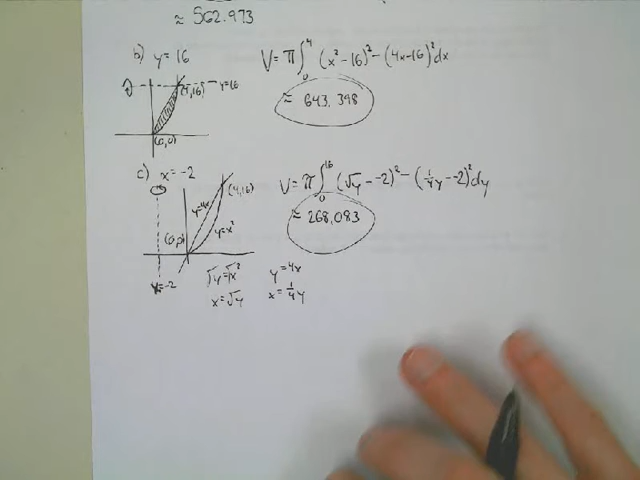 ≈ 562.973
b) y=16
V = π∫₀⁴ (x²-16)² - (4x-16)² dx
≈ 643.398
(4,16)
y=16
(0,0)
c) x=-2
V = π∫₀¹⁶ (√y - -2)² - (¼y - -2)² dy
≈ 268.083
(4,16)
y=4x
y=x²
(0,0)
√y=√x²
x=√y
y=4x
x=¼y